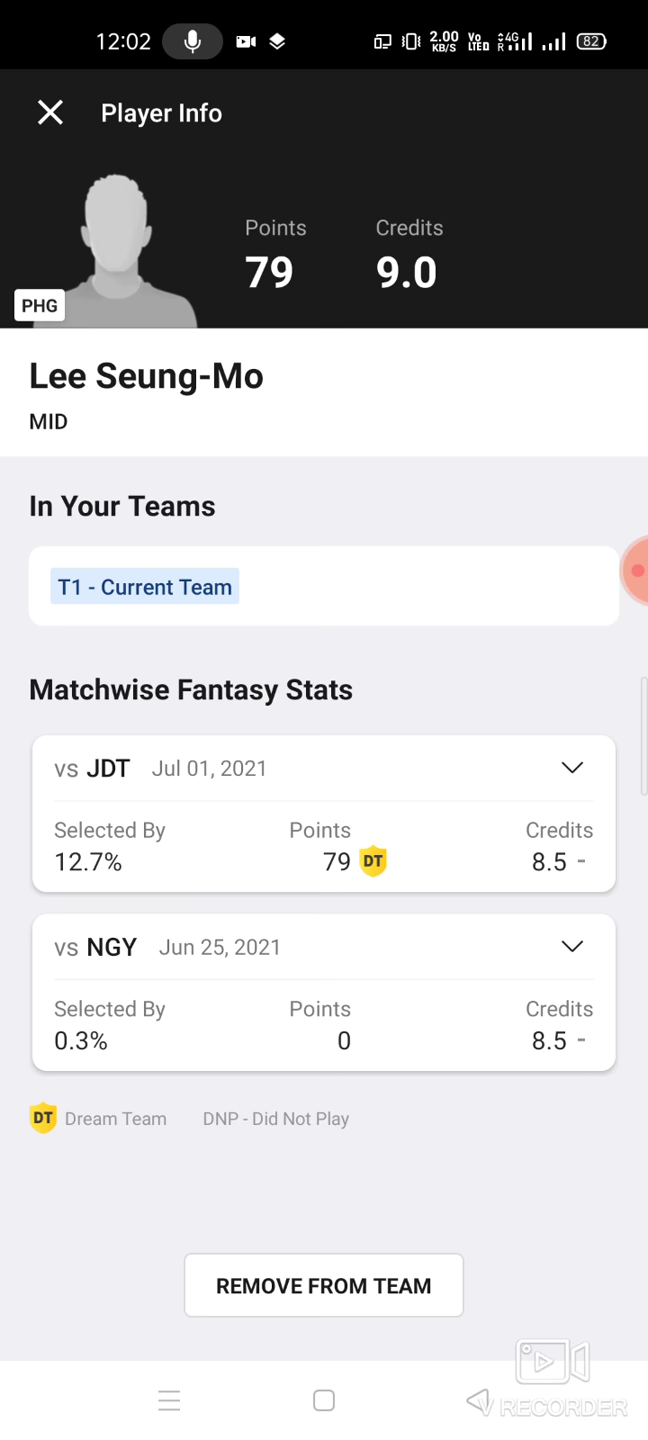 12:02 2.00 KB/S Vo LTED 4G R 82
Player Info
Points Credits
79 9.0
PHG
Lee Seung-Mo
MID
In Your Teams
T1 - Current Team
Matchwise Fantasy Stats
vs JDT Jul 01, 2021
Selected By Points Credits
12.7% 79 DT 8.5 -
vs NGY Jun 25, 2021
Selected By Points Credits
0.3% 0 8.5 -
DT Dream Team DNP - Did Not Play
REMOVE FROM TEAM
V RECORDER